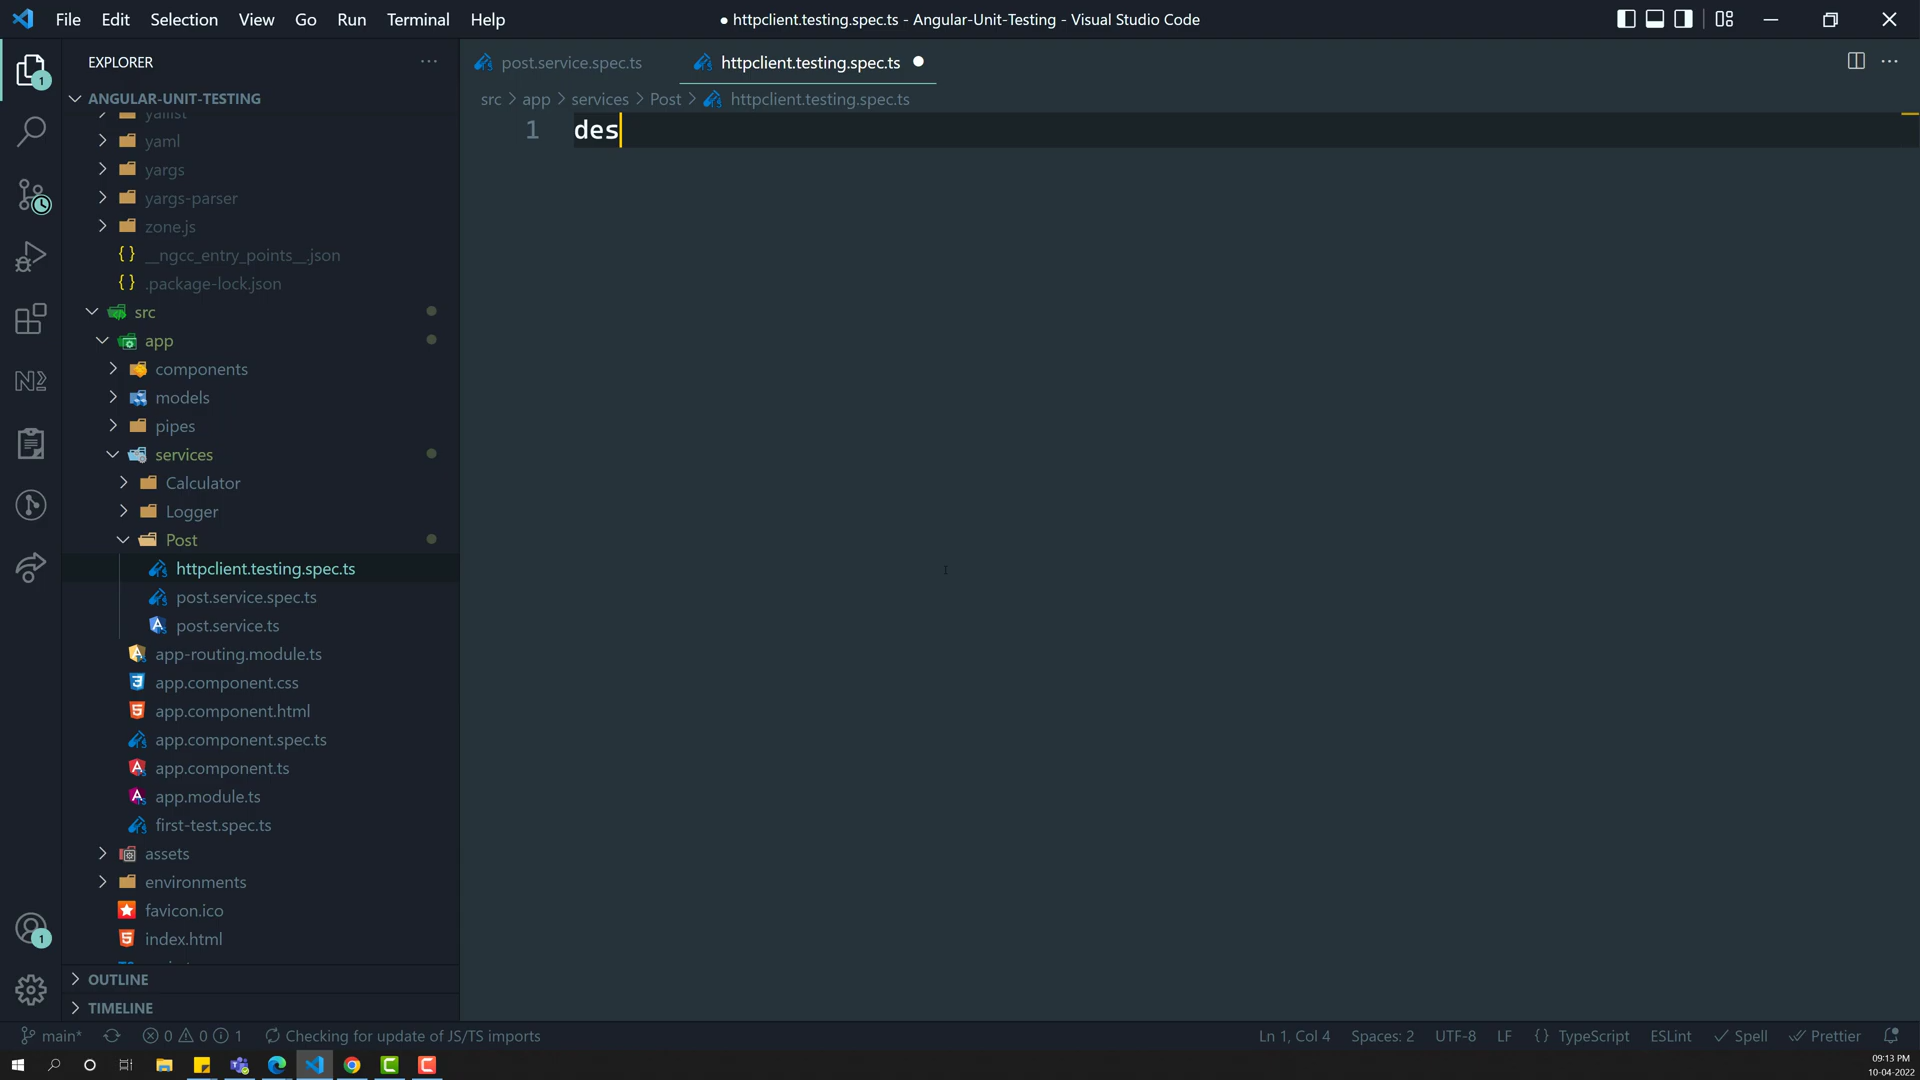 File Edit Selection View Go Run Terminal Help
● httpclient.testing.spec.ts - Angular-Unit-Testing - Visual Studio Code
EXPLORER
ANGULAR-UNIT-TESTING
yallist
yaml
yargs
yargs-parser
zone.js
{} __ngcc_entry_points__.json
{} .package-lock.json
src
app
components
models
pipes
services
Calculator
Logger
Post
httpclient.testing.spec.ts
post.service.spec.ts
post.service.ts
app-routing.module.ts
app.component.css
app.component.html
app.component.spec.ts
app.component.ts
app.module.ts
first-test.spec.ts
assets
environments
favicon.ico
index.html
OUTLINE
TIMELINE
post.service.spec.ts
httpclient.testing.spec.ts
src > app > services > Post > httpclient.testing.spec.ts
1 des
main* 0 0 1 Checking for update of JS/TS imports
Ln 1, Col 4 Spaces: 2 UTF-8 LF {} TypeScript ESLint Spell Prettier
09:13 PM
10-04-2022